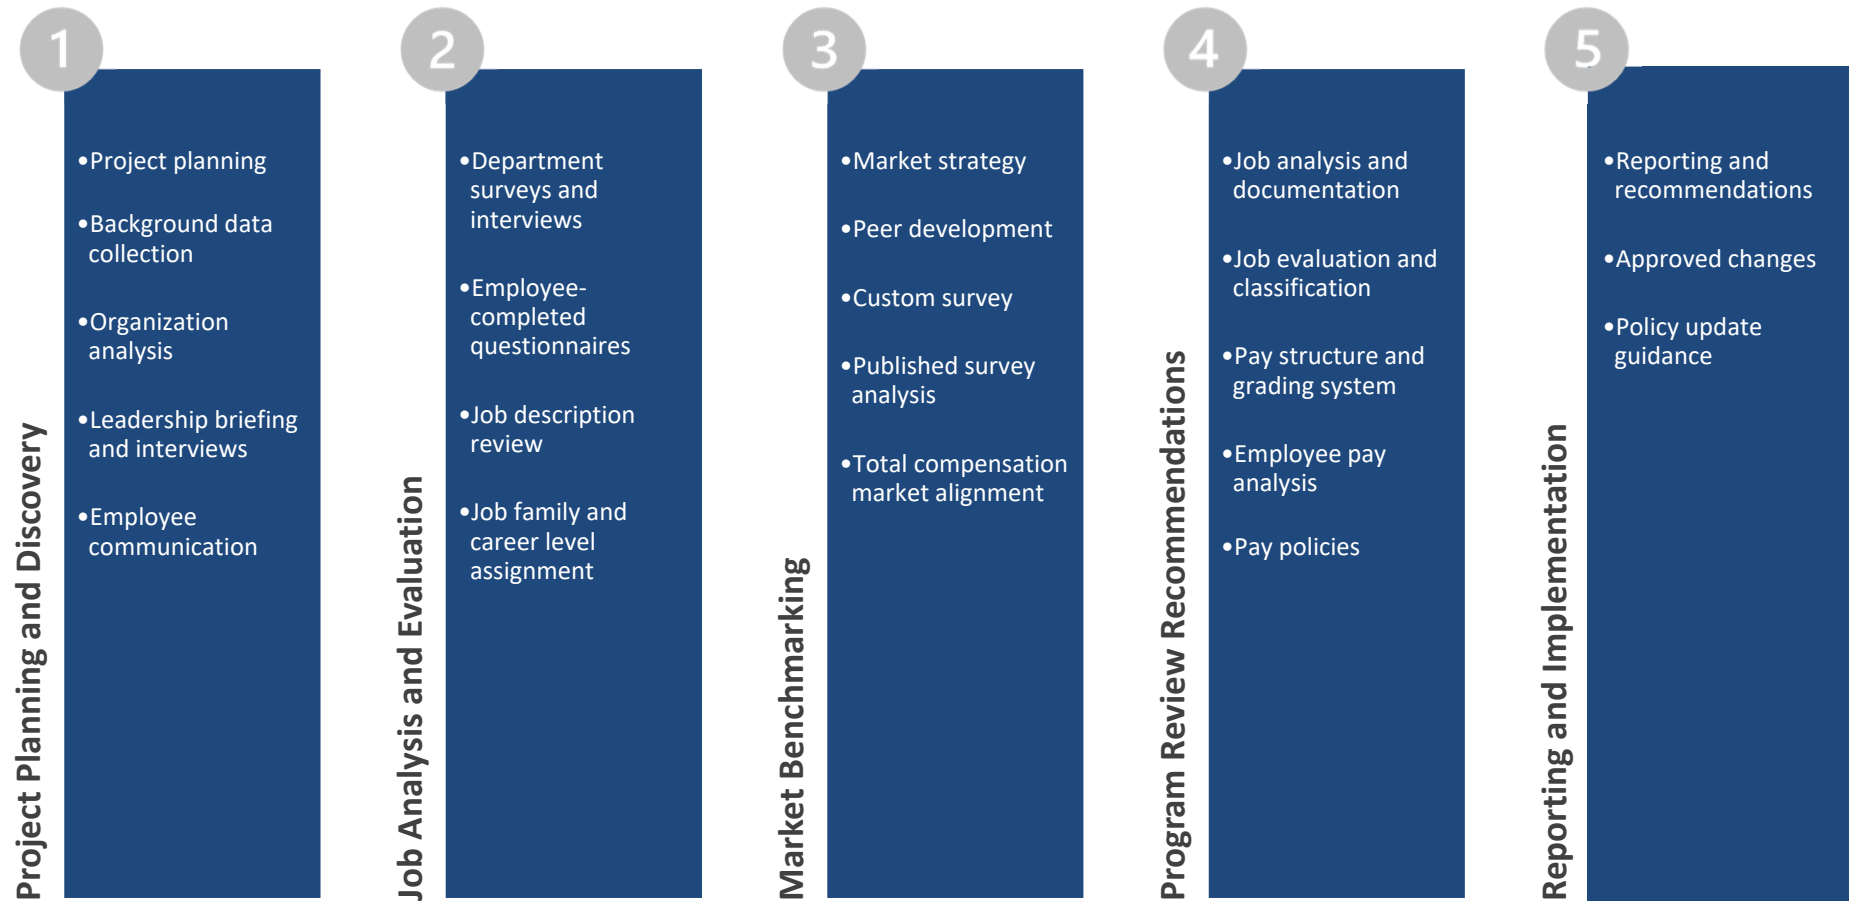 1
Project Planning and Discovery
•Project planning
•Background data
collection
•Organization
analysis
•Leadership briefing
and interviews
•Employee
communication
2
Job Analysis and Evaluation
•Department
surveys and
interviews
•Employee-
completed
questionnaires
•Job description
review
•Job family and
career level
assignment
3
Market Benchmarking
•Market strategy
•Peer development
•Custom survey
•Published survey
analysis
•Total compensation
market alignment
4
Program Review Recommendations
•Job analysis and
documentation
•Job evaluation and
classification
•Pay structure and
grading system
•Employee pay
analysis
•Pay policies
5
Reporting and Implementation
•Reporting and
recommendations
•Approved changes
•Policy update
guidance